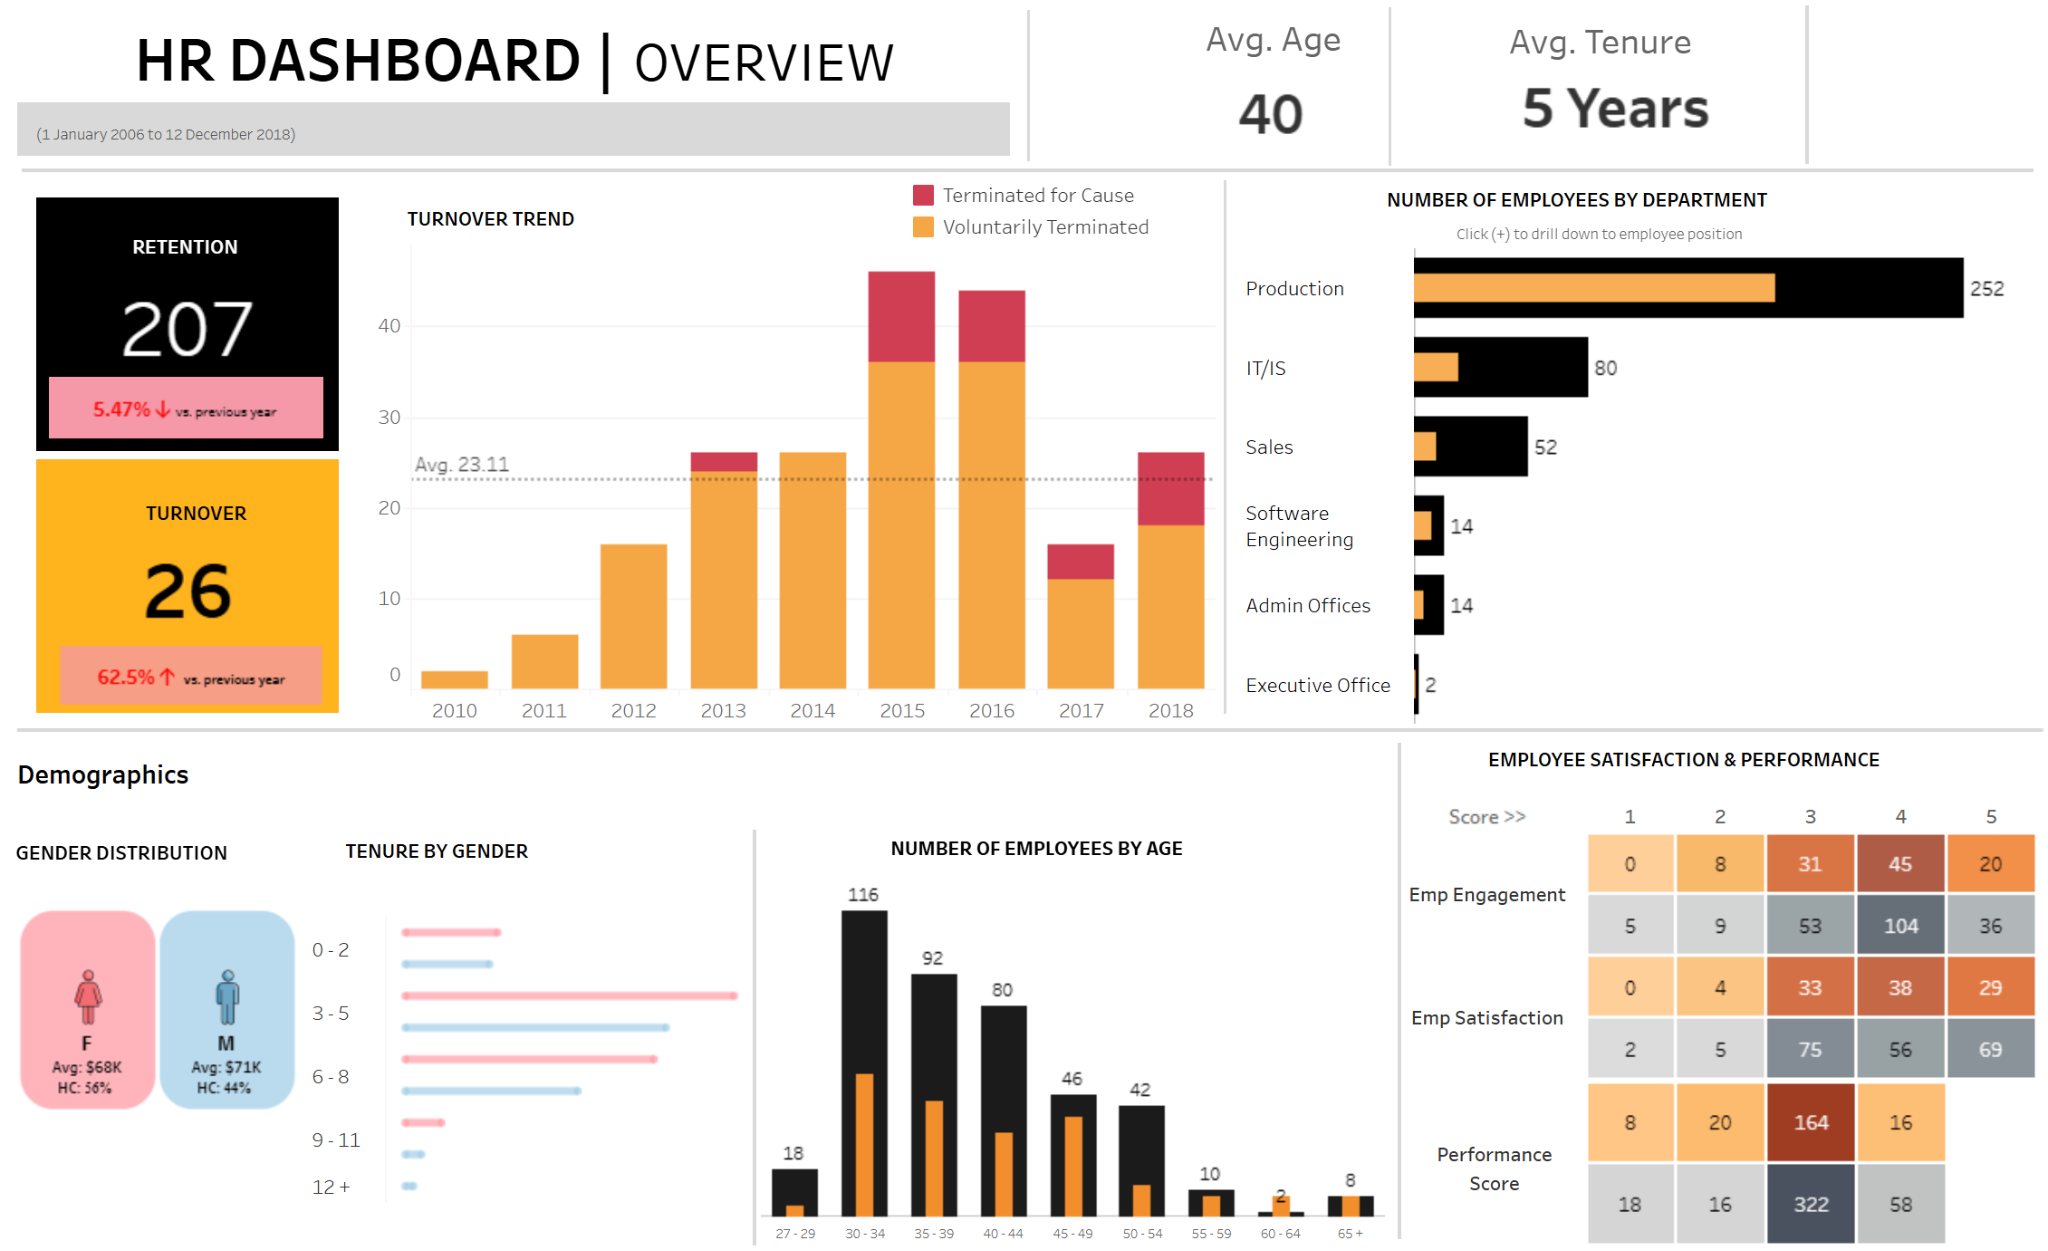 HR DASHBOARD | OVERVIEW
(1 January 2006 to 12 December 2018)
Avg. Age
40
Avg. Tenure
5 Years
RETENTION
207
5.47% ↓ vs. previous year
TURNOVER
26
62.5% ↑ vs. previous year
TURNOVER TREND
Terminated for Cause
Voluntarily Terminated
40
30
Avg. 23.11
20
10
0
2010 2011 2012 2013 2014 2015 2016 2017 2018
NUMBER OF EMPLOYEES BY DEPARTMENT
Click (+) to drill down to employee position
Production 252
IT/IS 80
Sales 52
Software
Engineering 14
Admin Offices 14
Executive Office 2
Demographics
GENDER DISTRIBUTION
F
Avg: $68K
HC: 56%
M
Avg: $71K
HC: 44%
TENURE BY GENDER
0 - 2
3 - 5
6 - 8
9 - 11
12 +
NUMBER OF EMPLOYEES BY AGE
18 116 92 80 46 42 10 2 8
27 - 29 30 - 34 35 - 39 40 - 44 45 - 49 50 - 54 55 - 59 60 - 64 65 +
EMPLOYEE SATISFACTION & PERFORMANCE
Score >> 1 2 3 4 5
Emp Engagement
0 8 31 45 20
5 9 53 104 36
Emp Satisfaction
0 4 33 38 29
2 5 75 56 69
Performance
Score
8 20 164 16
18 16 322 58